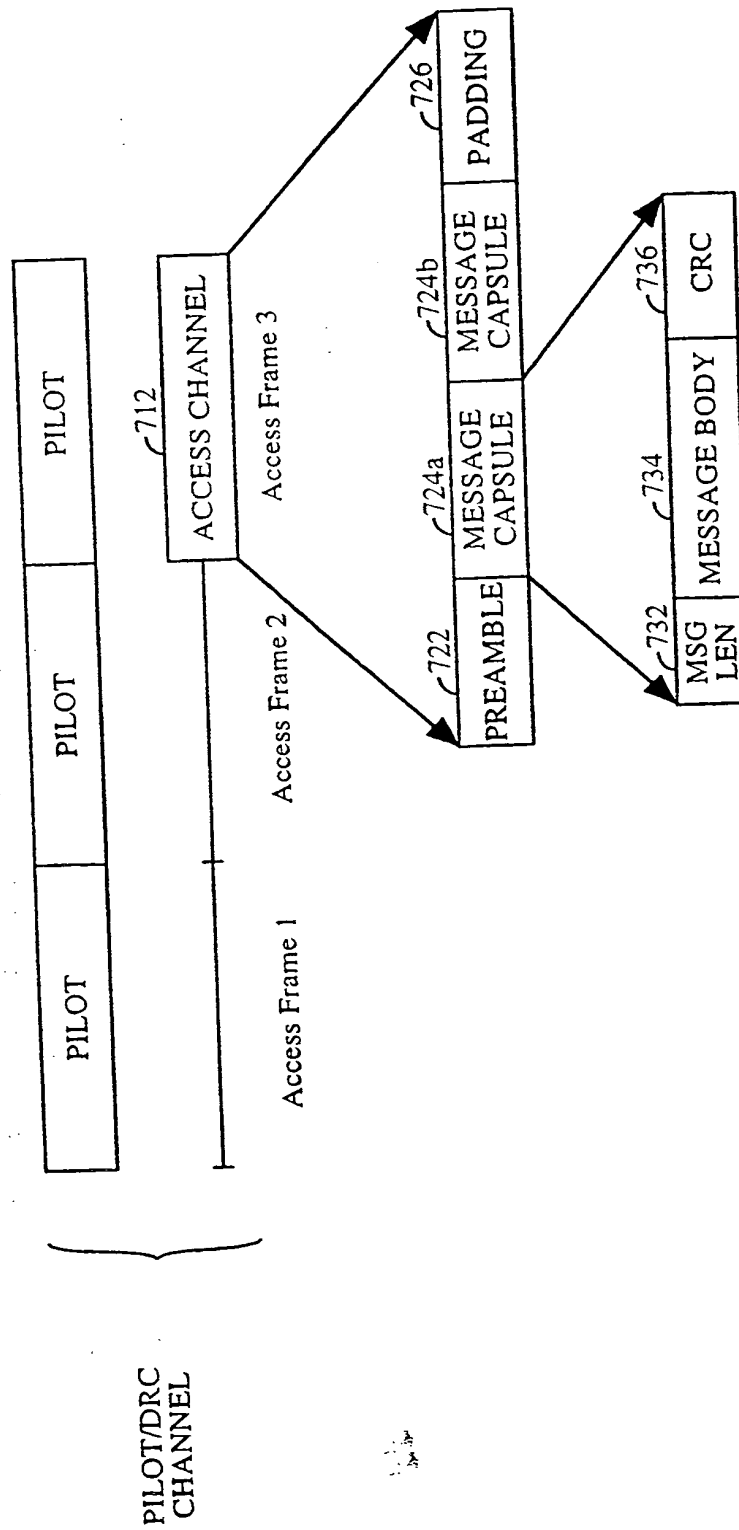 PILOT/DRC
CHANNEL
PILOT
PILOT
PILOT
712
ACCESS CHANNEL
Access Frame 1
Access Frame 2
Access Frame 3
722
724a
724b
726
PREAMBLE
MESSAGE
CAPSULE
MESSAGE
CAPSULE
PADDING
732
734
736
MSG
LEN
MESSAGE BODY
CRC